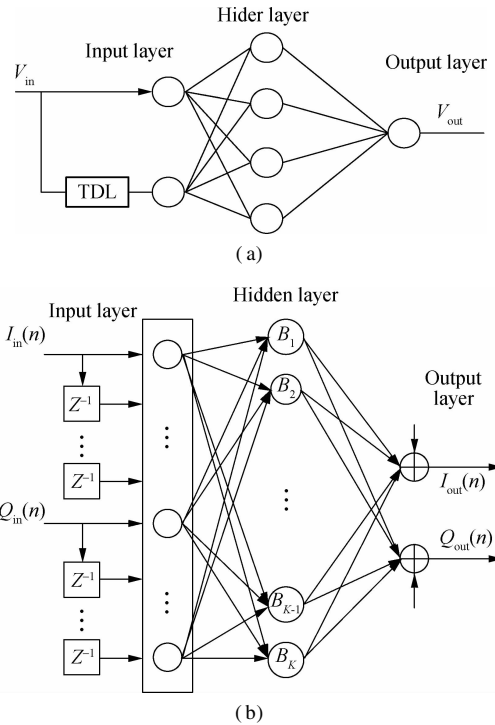 Hider layer
Input layer
Output layer
V_in
V_out
TDL
(a)
Hidden layer
Input layer
I_in(n)
B_1
Z^-1
B_2
Output
layer
⋮
Z^-1
⋮
⋮
I_out(n)
Q_in(n)
Q_out(n)
Z^-1
⋮
⋮
B_K-1
Z^-1
B_K
(b)